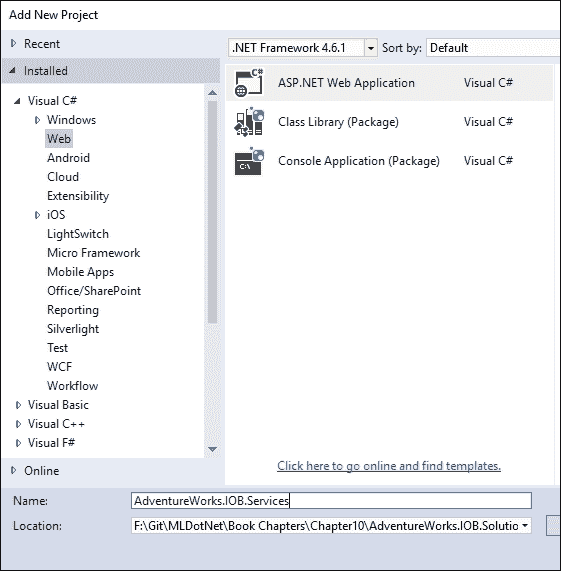 Add New Project
Recent
.NET Framework 4.6.1 Sort by: Default
Installed
Visual C#
Windows
Web
Android
Cloud
Extensibility
iOS
LightSwitch
Micro Framework
Mobile Apps
Office/SharePoint
Reporting
Silverlight
Test
WCF
Workflow
Visual Basic
Visual C++
Visual F#
Online
ASP.NET Web Application Visual C#
Class Library (Package) Visual C#
Console Application (Package) Visual C#
Click here to go online and find templates.
Name: AdventureWorks.IOB.Services
Location: F:\Git\MLDotNet\Book Chapters\Chapter10\AdventureWorks.IOB.Solutio